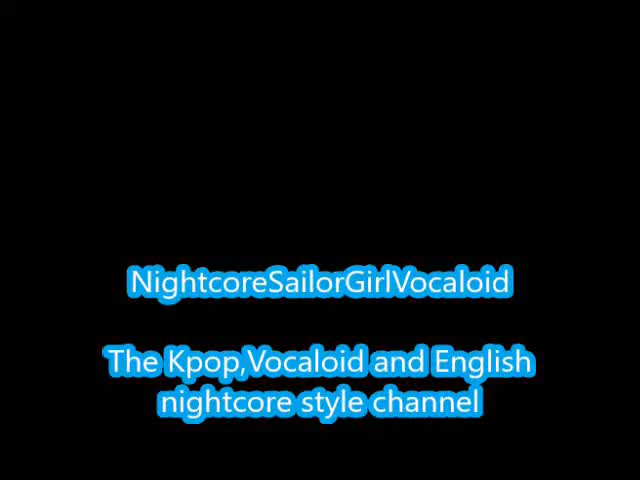 NightcoreSailorGirlVocaloid
The Kpop,Vocaloid and English
nightcore style channel